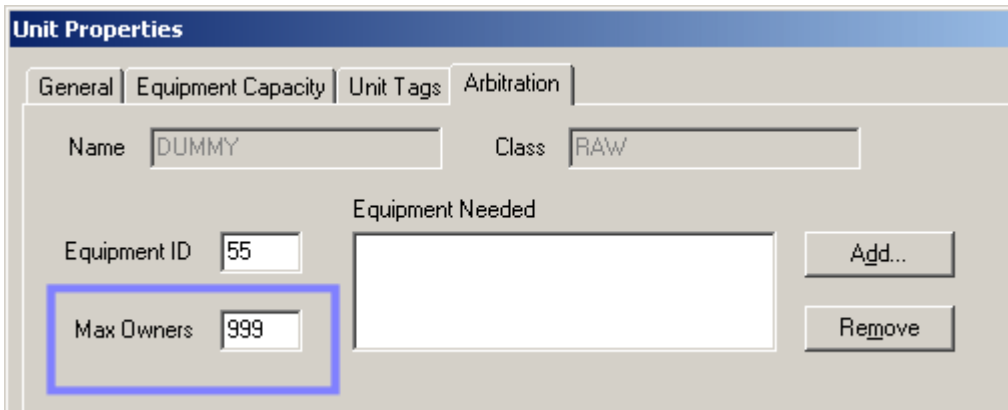 Unit Properties
General Equipment Capacity Unit Tags Arbitration
Name DUMMY Class RAW
Equipment Needed
Equipment ID 55 Add...
Max Owners 999 Remove